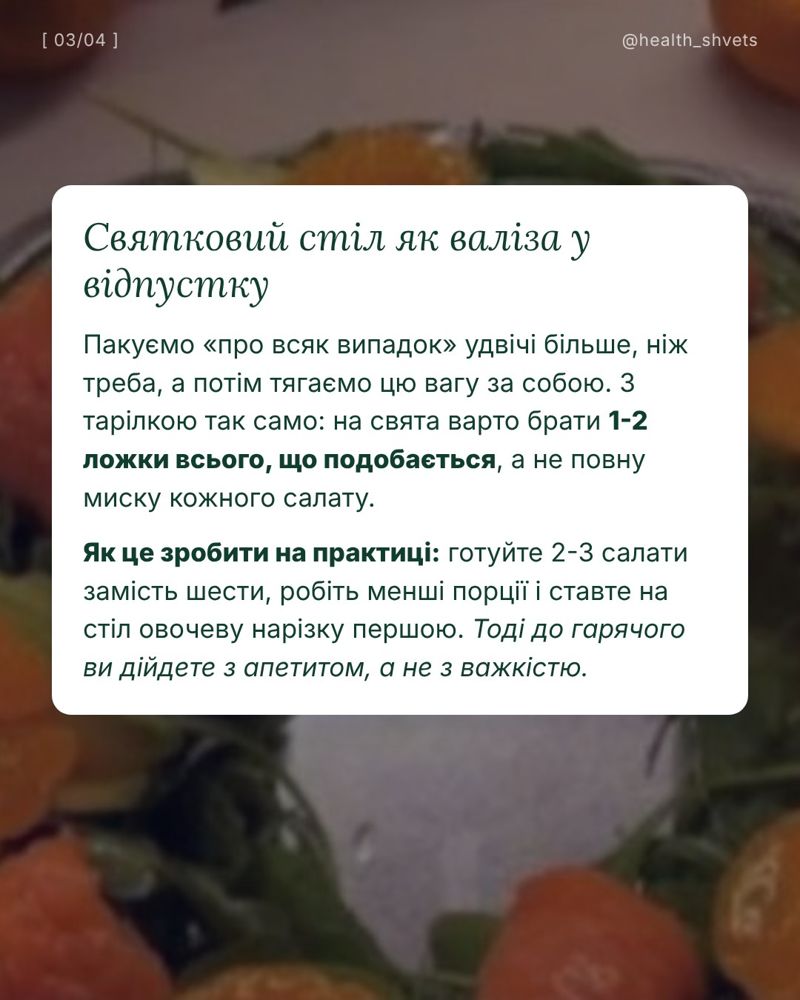 [ 03/04 ]
@health_shvets
Святковий стіл як валіза у
відпустку
Пакуємо «про всяк випадок» удвічі більше, ніж
треба, а потім тягаємо цю вагу за собою. З
тарілкою так само: на свята варто брати 1-2
ложки всього, що подобається, а не повну
миску кожного салату.
Як це зробити на практиці: готуйте 2-3 салати
замість шести, робіть менші порції і ставте на
стіл овочеву нарізку першою. Тоді до гарячого
ви дійдете з апетитом, а не з важкістю.